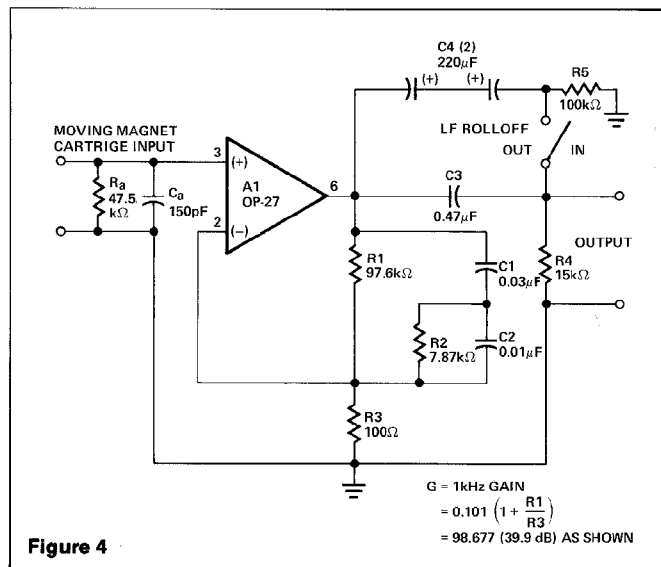 C4 (2)
220µF
(+) (+)
R5
100kΩ
LF ROLLOFF
OUT IN
MOVING MAGNET
CARTRIGE INPUT
3
(+)
A1
OP-27
6
2
(−)
Ra
47.5
kΩ
Ca
150pF
C3
0.47µF
OUTPUT
R1
97.6kΩ
C1
0.03µF
R4
15kΩ
R2
7.87kΩ
C2
0.01µF
R3
100Ω
G = 1kHz GAIN
= 0.101 (1 + R1/R3)
= 98.677 (39.9 dB) AS SHOWN
Figure 4